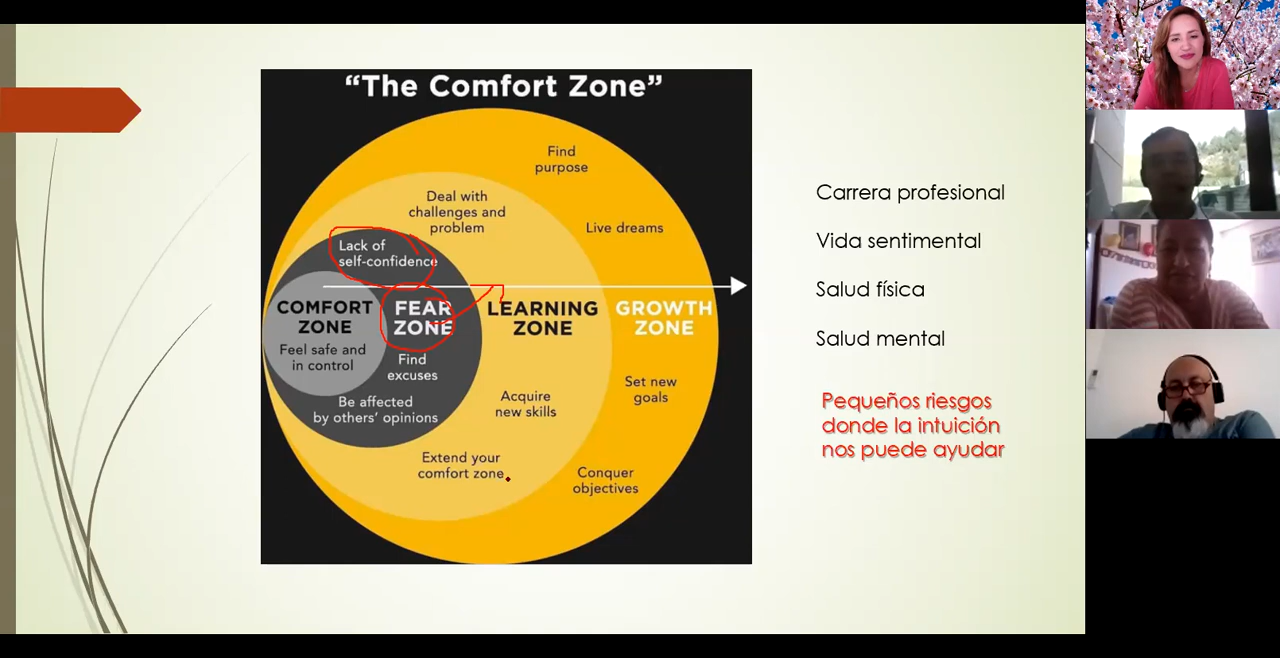 “The Comfort Zone”
Find
purpose
Deal with
challenges and
problem
Live dreams
Lack of
self-confidence
COMFORT
ZONE
Feel safe and
in control
FEAR
ZONE
Find
excuses
Be affected
by others’ opinions
LEARNING
ZONE
Acquire
new skills
Extend your
comfort zone
GROWTH
ZONE
Set new
goals
Conquer
objectives
Carrera profesional
Vida sentimental
Salud física
Salud mental
Pequeños riesgos
donde la intuición
nos puede ayudar